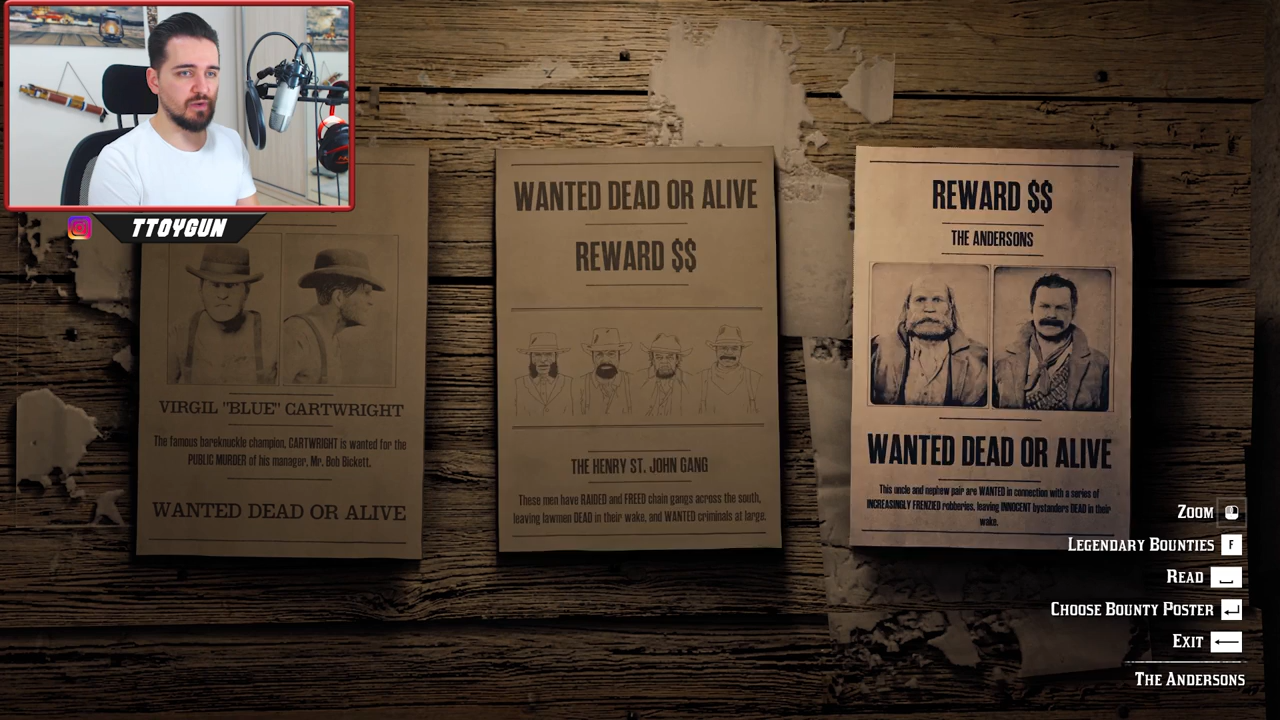 TTOYGUN
VIRGIL "BLUE" CARTWRIGHT
The famous bareknuckle champion, CARTWRIGHT is wanted for the
PUBLIC MURDER of his manager, Mr. Bob Bickett.
WANTED DEAD OR ALIVE
WANTED DEAD OR ALIVE
REWARD $$
THE HENRY ST. JOHN GANG
These men have RAIDED and FREED chain gangs across the south,
leaving lawmen DEAD in their wake, and WANTED criminals at large.
REWARD $$
THE ANDERSONS
WANTED DEAD OR ALIVE
This uncle and nephew pair are WANTED in connection with a series of
INCREASINGLY FRENZIED robberies, leaving INNOCENT bystanders DEAD in their
wake.
Zoom
Legendary Bounties F
Read
Choose Bounty Poster
Exit
The Andersons